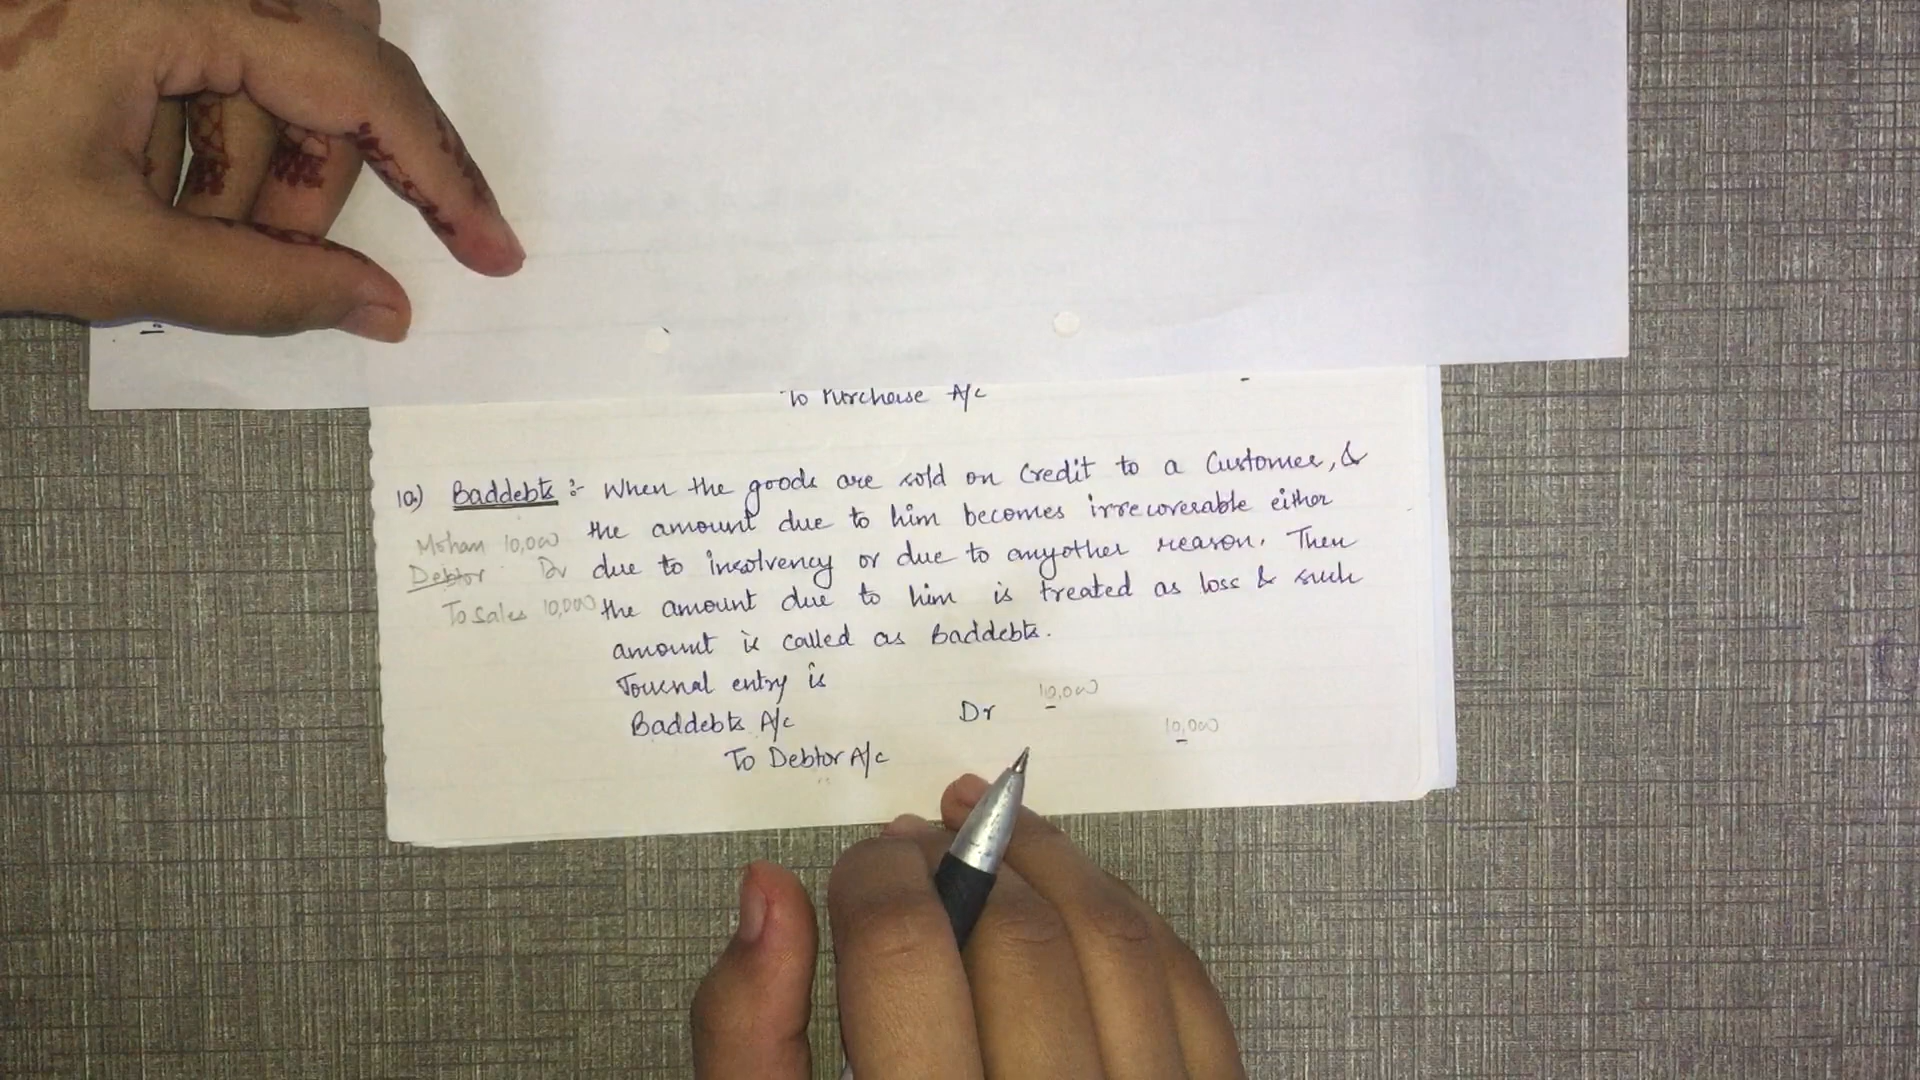 To Purchase A/c
10) Baddebts :- When the goods are sold on Credit to a Customer, &
the amount due to him becomes irrecoverable either
due to insolvency or due to anyother reason. Then
the amount due to him is treated as loss & such
amount is called as Baddebts.
Journal entry is
Baddebts A/c Dr 10,000
To Debtor A/c 10,000
Mohan 10,000
Debtor Dr
To Sales 10,000